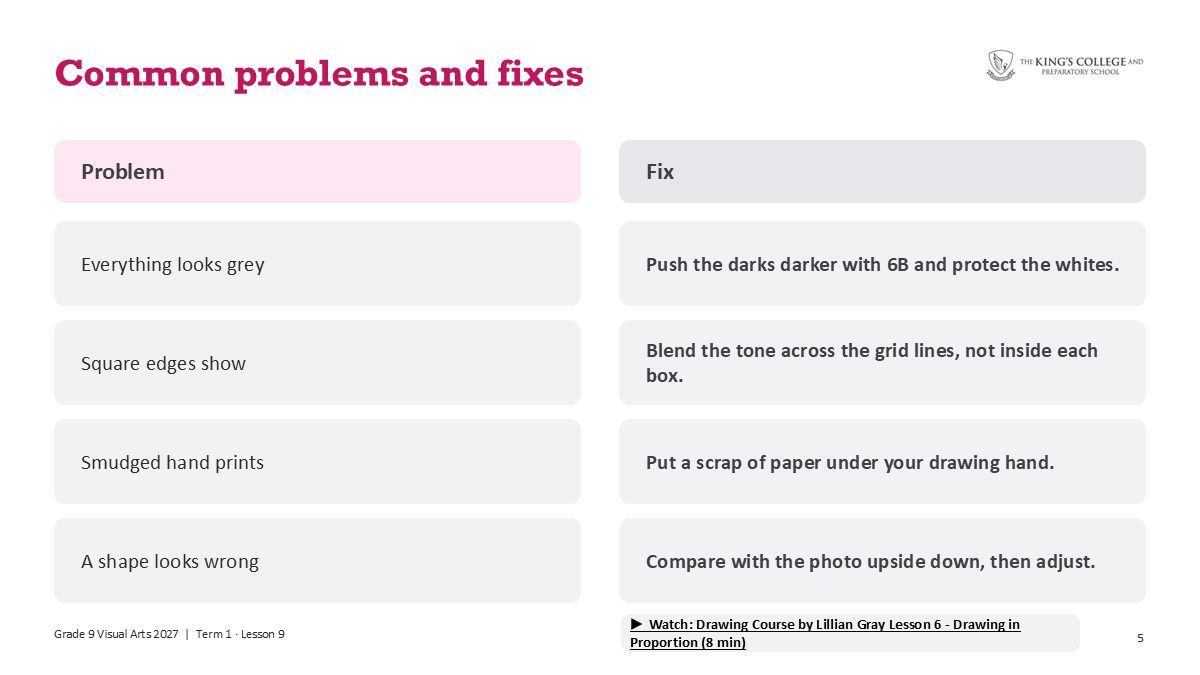 Common problems and fixes
THE KING'S COLLEGE AND
PREPARATORY SCHOOL
Problem
Fix
Everything looks grey
Push the darks darker with 6B and protect the whites.
Square edges show
Blend the tone across the grid lines, not inside each
box.
Smudged hand prints
Put a scrap of paper under your drawing hand.
A shape looks wrong
Compare with the photo upside down, then adjust.
Grade 9 Visual Arts 2027 | Term 1 · Lesson 9
▶ Watch: Drawing Course by Lillian Gray Lesson 6 - Drawing in
Proportion (8 min)
5